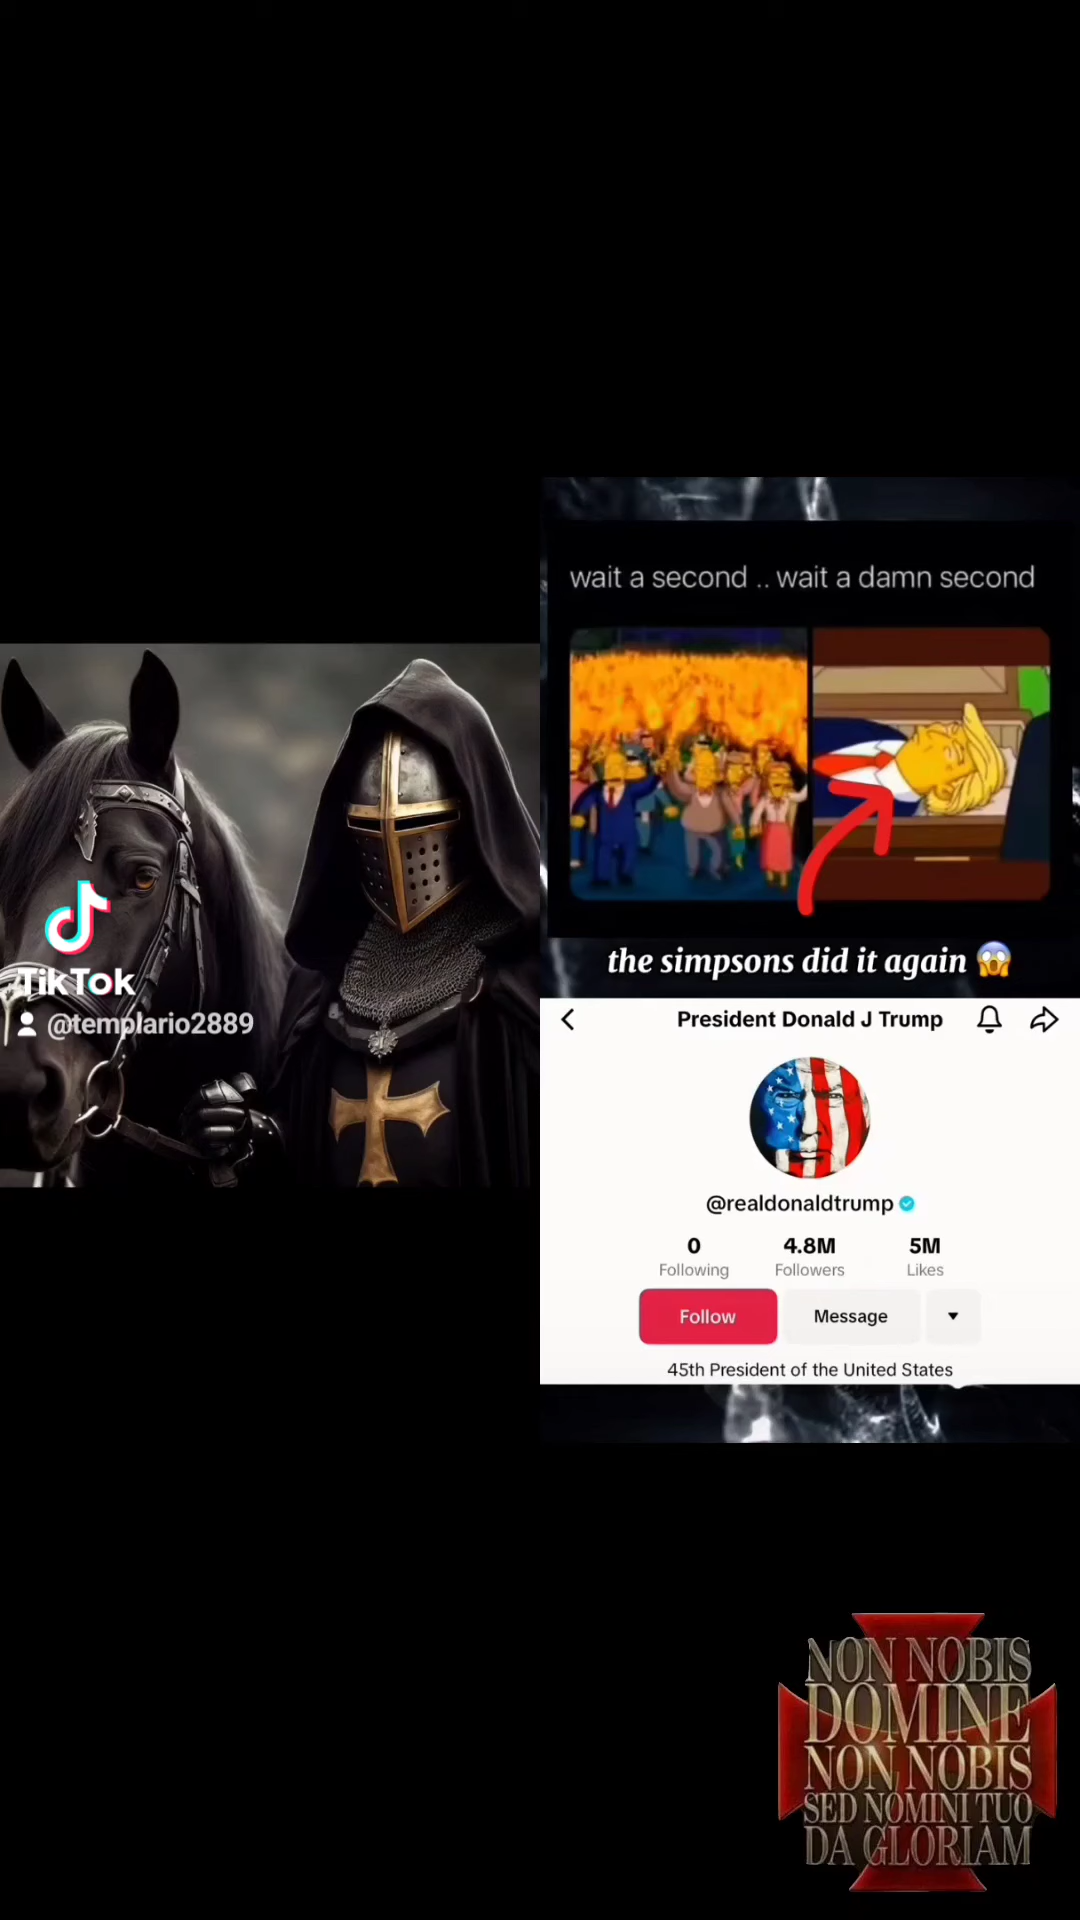 TikTok
@templario2889
wait a second .. wait a damn second
the simpsons did it again 😱
President Donald J Trump
@realdonaldtrump
0 4.8M 5M
Following Followers Likes
Follow Message
45th President of the United States
NON NOBIS
DOMINE
NON NOBIS
SED NOMINI TUO
DA GLORIAM